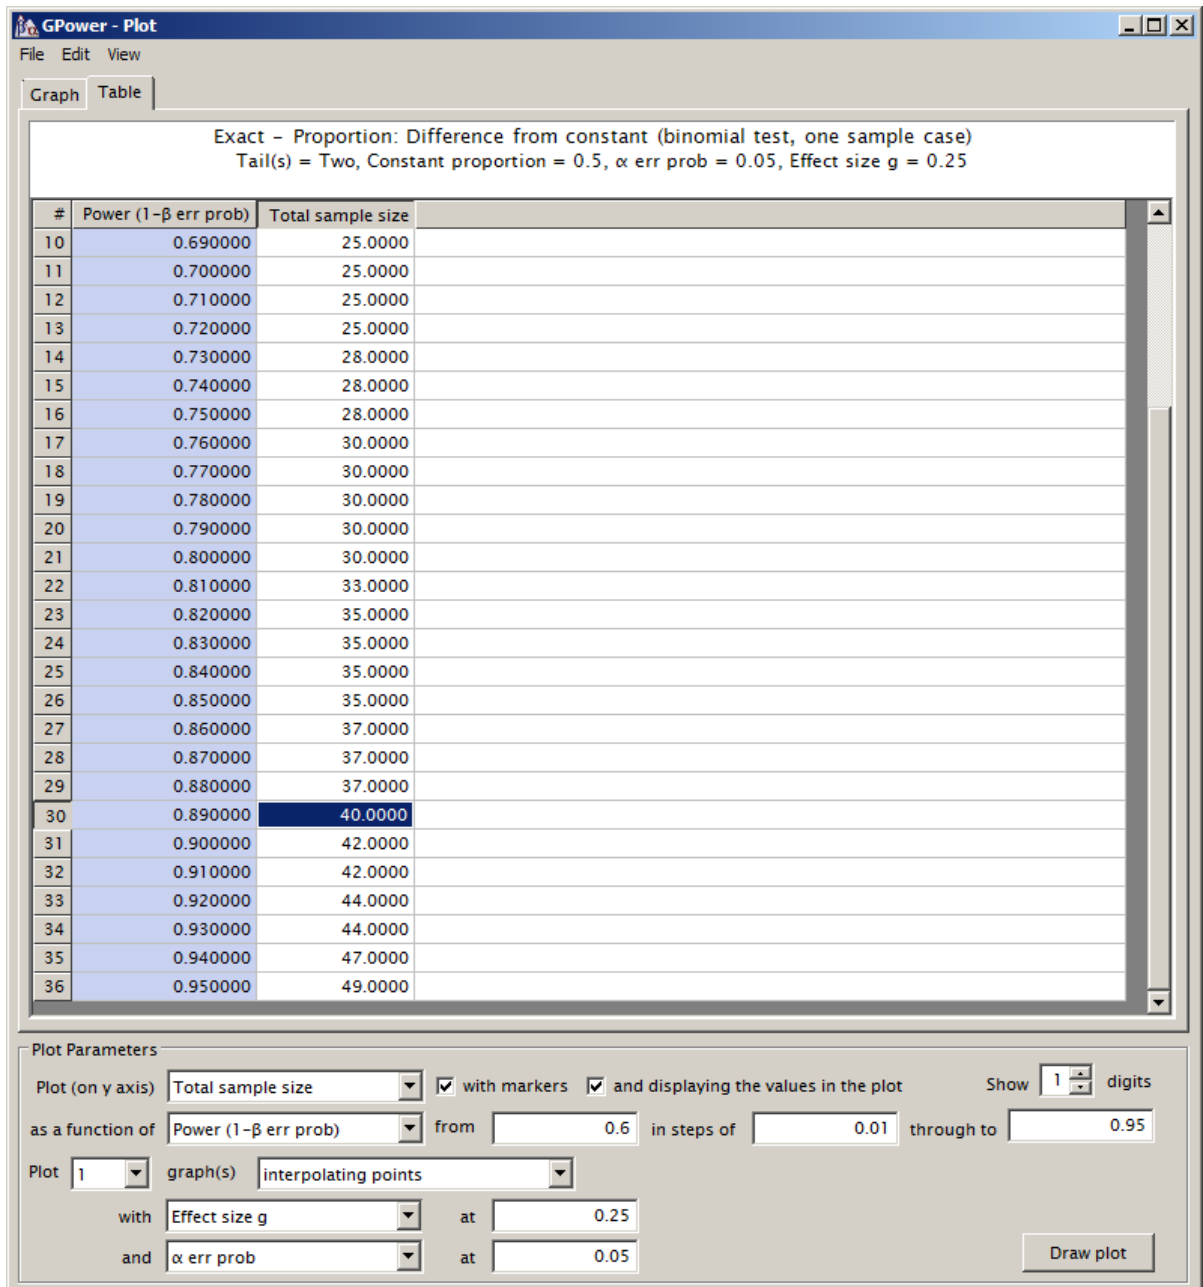 GPower - Plot
File Edit View
Graph Table
Exact – Proportion: Difference from constant (binomial test, one sample case)
Tail(s) = Two, Constant proportion = 0.5, α err prob = 0.05, Effect size g = 0.25
# Power (1-β err prob) Total sample size
10 0.690000 25.0000
11 0.700000 25.0000
12 0.710000 25.0000
13 0.720000 25.0000
14 0.730000 28.0000
15 0.740000 28.0000
16 0.750000 28.0000
17 0.760000 30.0000
18 0.770000 30.0000
19 0.780000 30.0000
20 0.790000 30.0000
21 0.800000 30.0000
22 0.810000 33.0000
23 0.820000 35.0000
24 0.830000 35.0000
25 0.840000 35.0000
26 0.850000 35.0000
27 0.860000 37.0000
28 0.870000 37.0000
29 0.880000 37.0000
30 0.890000 40.0000
31 0.900000 42.0000
32 0.910000 42.0000
33 0.920000 44.0000
34 0.930000 44.0000
35 0.940000 47.0000
36 0.950000 49.0000
Plot Parameters
Plot (on y axis) Total sample size with markers and displaying the values in the plot Show 1 digits
as a function of Power (1-β err prob) from 0.6 in steps of 0.01 through to 0.95
Plot 1 graph(s) interpolating points
with Effect size g at 0.25
and α err prob at 0.05 Draw plot